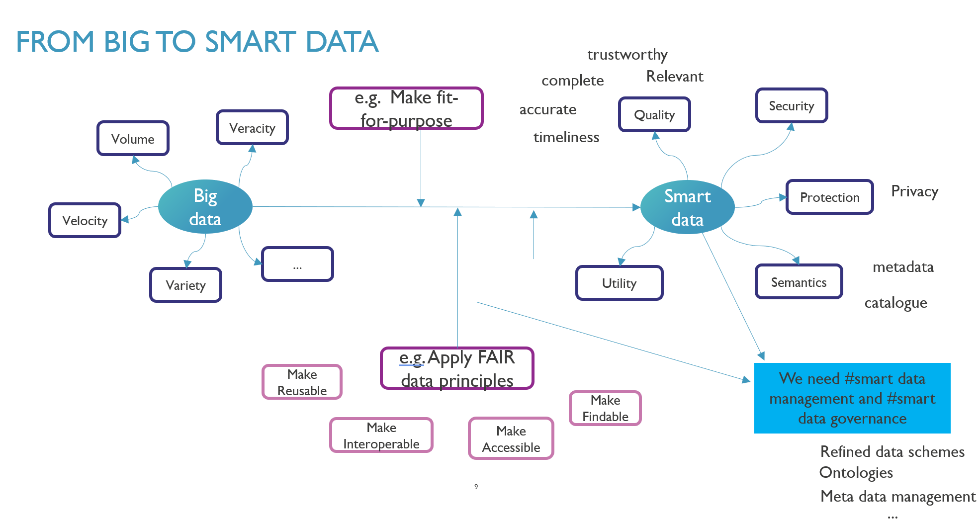 FROM BIG TO SMART DATA
trustworthy
complete
Relevant
accurate
timeliness
e.g. Make fit-
for-purpose
Quality
Security
Volume
Veracity
Big
data
Smart
data
Protection
Privacy
Velocity
Variety
...
Utility
Semantics
metadata
catalogue
e.g. Apply FAIR
data principles
Make
Reusable
Make
Interoperable
Make
Accessible
Make
Findable
We need #smart data
management and #smart
data governance
Refined data schemes
Ontologies
Meta data management
...
9